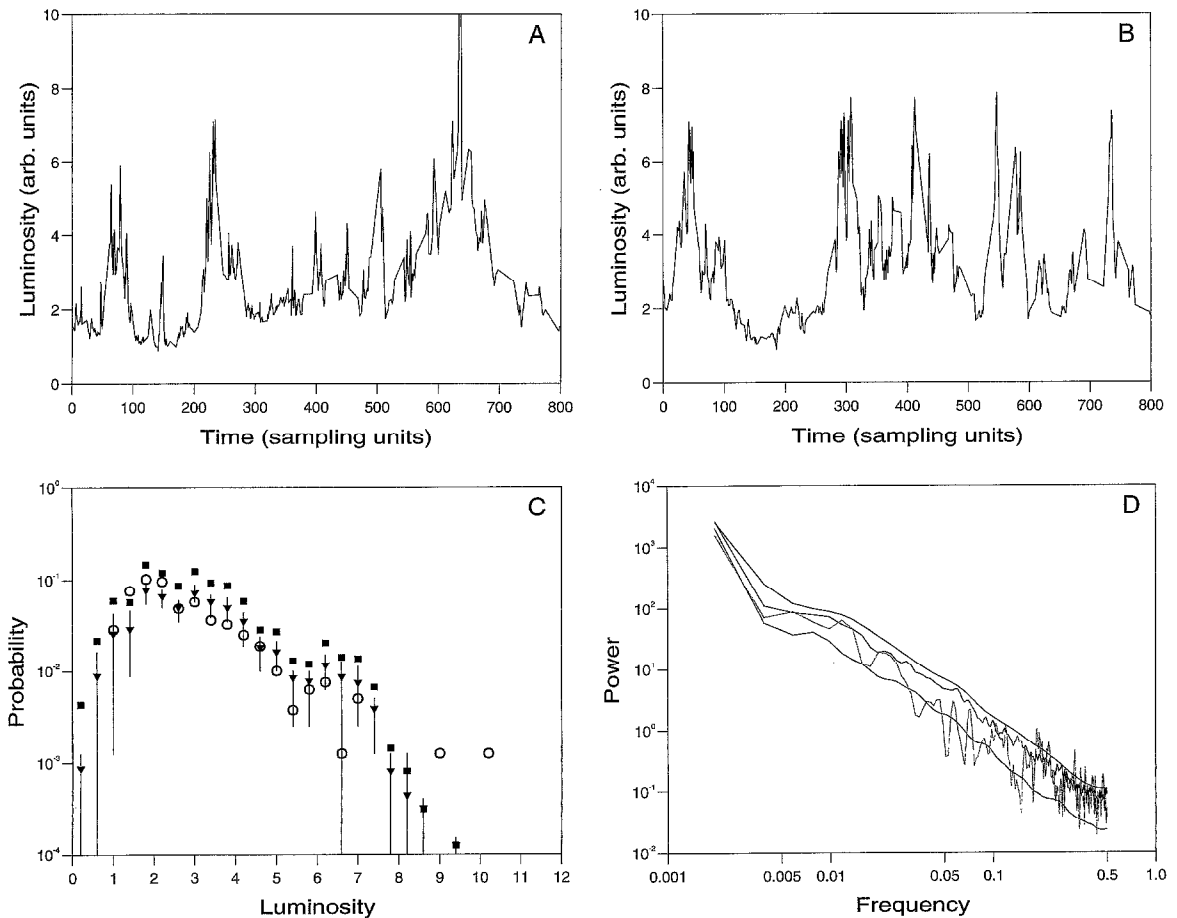 A
10
8
6
4
2
0
Luminosity (arb. units)
0 100 200 300 400 500 600 700 800
Time (sampling units)
B
10
8
6
4
2
0
Luminosity (arb. units)
0 100 200 300 400 500 600 700 800
Time (sampling units)
C
10⁰
10⁻¹
10⁻²
10⁻³
10⁻⁴
Probability
0 1 2 3 4 5 6 7 8 9 10 11 12
Luminosity
D
10⁴
10³
10²
10¹
10⁰
10⁻¹
10⁻²
Power
0.001 0.005 0.01 0.05 0.1 0.5 1.0
Frequency